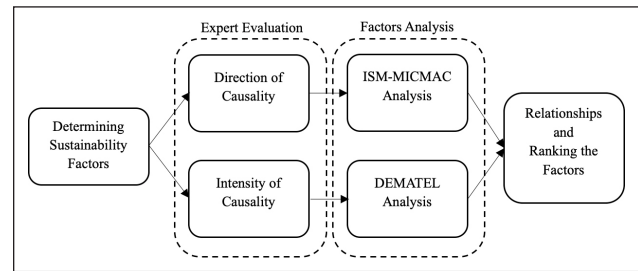 Expert Evaluation
Factors Analysis
Direction of
Causality
ISM-MICMAC
Analysis
Determining
Sustainability
Factors
Relationships
and
Ranking the
Factors
Intensity of
Causality
DEMATEL
Analysis